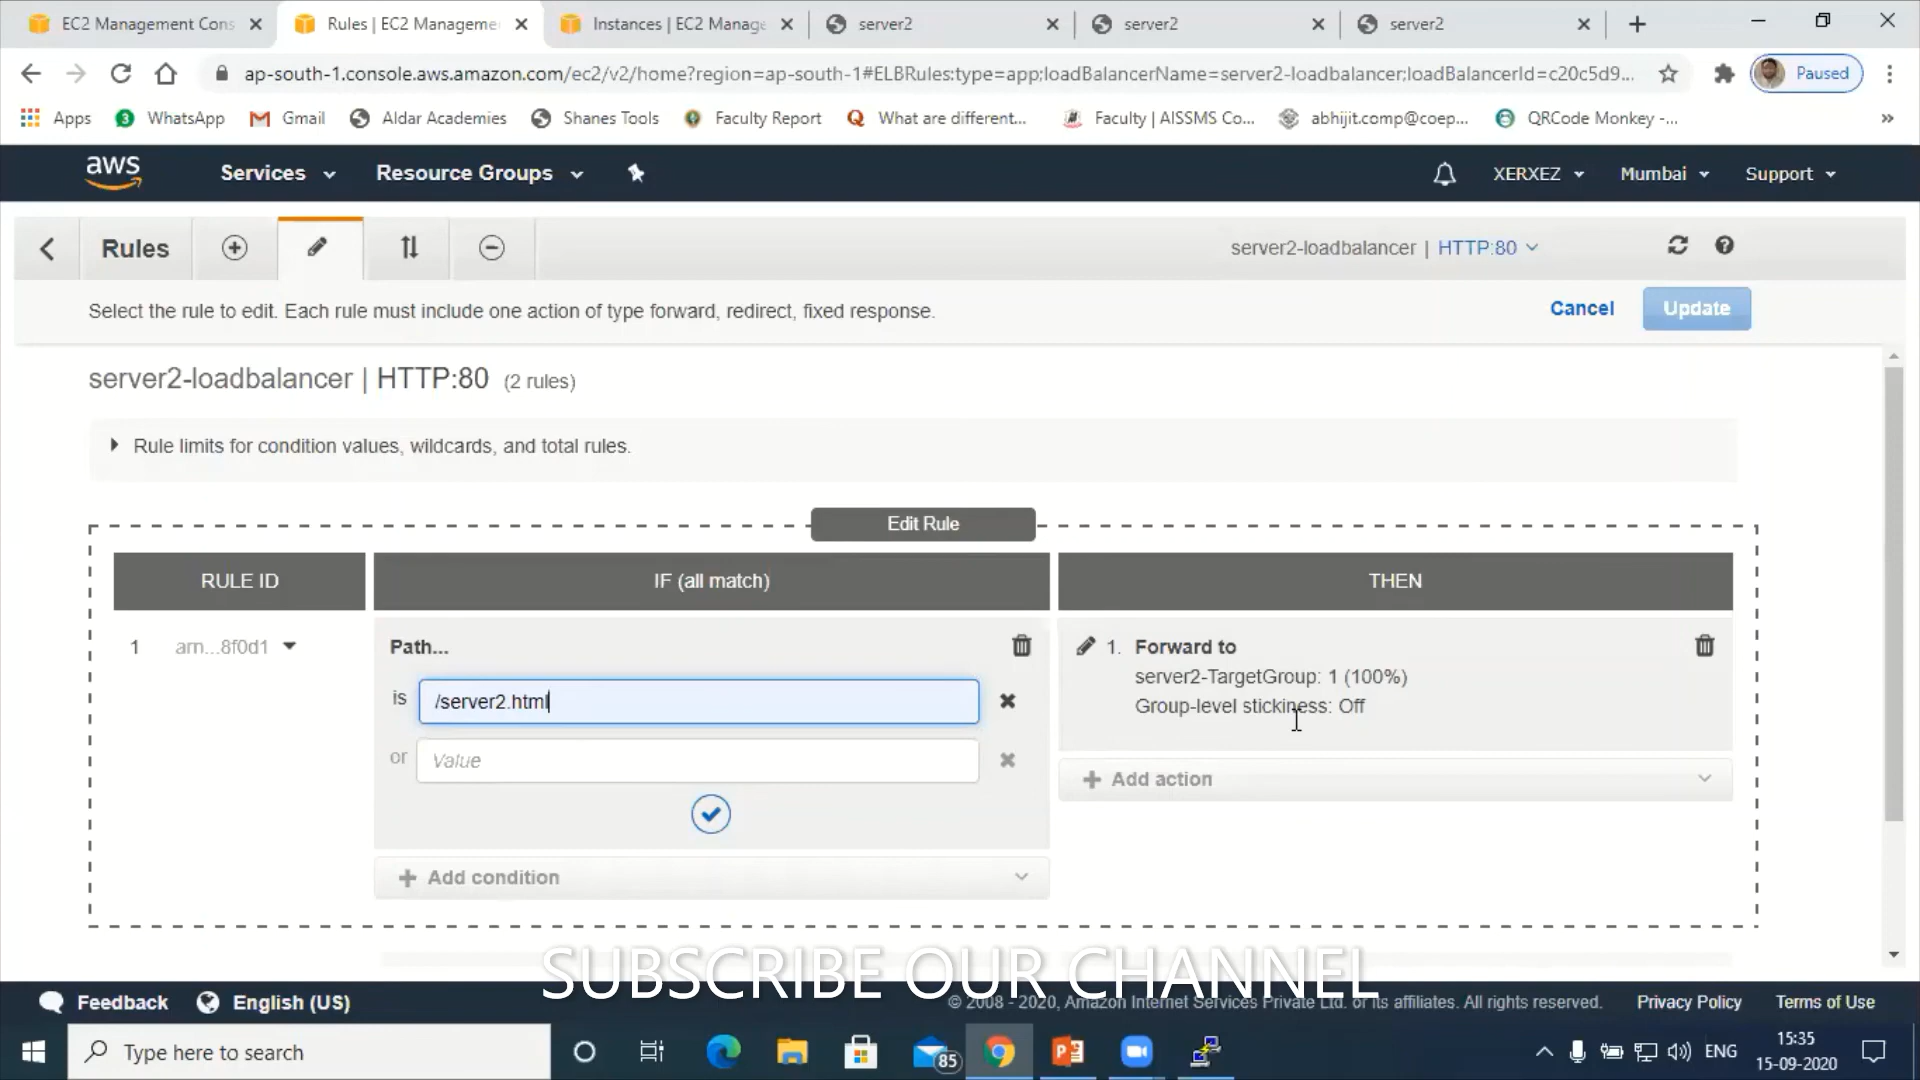 EC2 Management Cons
Rules | EC2 Manageme
Instances | EC2 Manage
server2
server2
server2
ap-south-1.console.aws.amazon.com/ec2/v2/home?region=ap-south-1#ELBRules:type=app;loadBalancerName=server2-loadbalancer;loadBalancerId=c20c5d9...
Paused
Apps
3
WhatsApp
Gmail
Aldar Academies
Shanes Tools
Faculty Report
What are different...
Faculty | AISSMS Co...
abhijit.comp@coep...
QRCode Monkey -...
»
aws
Services
Resource Groups
XERXEZ
Mumbai
Support
Rules
server2-loadbalancer | HTTP:80
Select the rule to edit. Each rule must include one action of type forward, redirect, fixed response.
Cancel
Update
server2-loadbalancer | HTTP:80 (2 rules)
Rule limits for condition values, wildcards, and total rules.
Edit Rule
RULE ID
IF (all match)
THEN
1 arn...8f0d1
Path...
is /server2.html
or Value
Add condition
1. Forward to
server2-TargetGroup: 1 (100%)
Group-level stickiness: Off
Add action
SUBSCRIBE OUR CHANNEL
Feedback
English (US)
© 2008 - 2020, Amazon Internet Services Private Ltd. or its affiliates. All rights reserved.
Privacy Policy
Terms of Use
Type here to search
85
ENG
15:35
15-09-2020